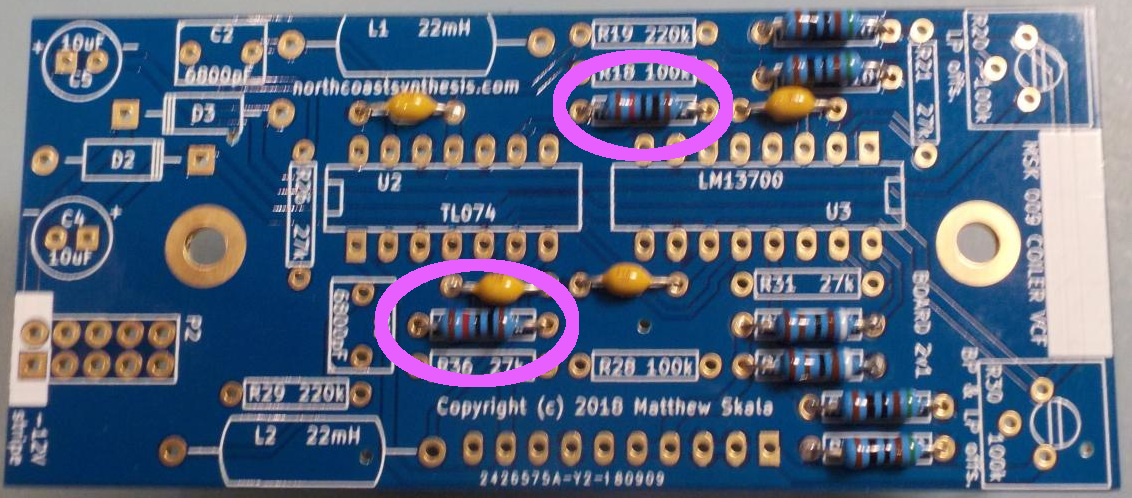 10uF
C5
C2
6800pF
L1 22mH
R19 220k
R18 100k
northcoastsynthesis.com
D3
D2
R21 27k
R20 100k
LP offs.
U2
TL074
LM13700
U3
27k
C4
10uF
MSK 009 COILER VCF
BOARD 2v1
R31 27k
P2
-12V
stripe
R36 27k
R28 100k
R29 220k
Copyright (c) 2018 Matthew Skala
R30 100k
BP & LP offs.
L2 22mH
2426575A-Y2-180909